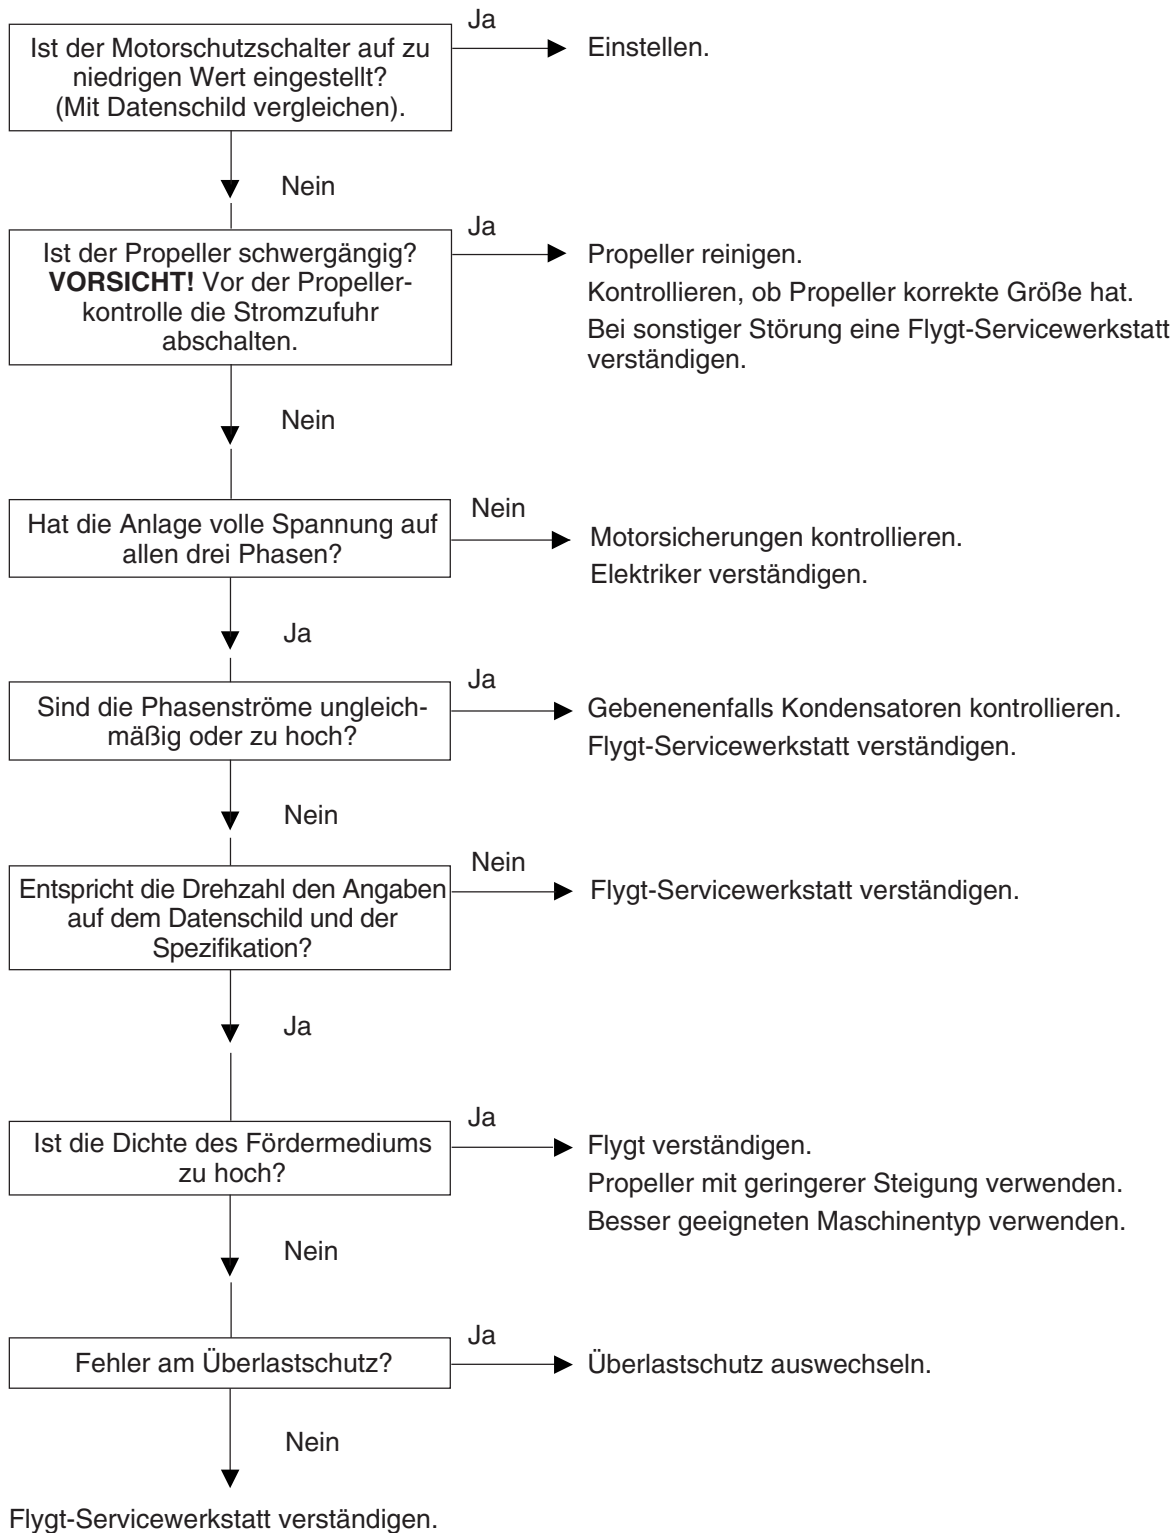 Ja
Ist der Motorschutzschalter auf zu
niedrigen Wert eingestellt?
(Mit Datenschild vergleichen).
Einstellen.
Nein
Ja
Ist der Propeller schwergängig?
VORSICHT! Vor der Propeller-
kontrolle die Stromzufuhr
abschalten.
Propeller reinigen.
Kontrollieren, ob Propeller korrekte Größe hat.
Bei sonstiger Störung eine Flygt-Servicewerkstatt
verständigen.
Nein
Nein
Hat die Anlage volle Spannung auf
allen drei Phasen?
Motorsicherungen kontrollieren.
Elektriker verständigen.
Ja
Ja
Sind die Phasenströme ungleich-
mäßig oder zu hoch?
Gebenenenfalls Kondensatoren kontrollieren.
Flygt-Servicewerkstatt verständigen.
Nein
Nein
Entspricht die Drehzahl den Angaben
auf dem Datenschild und der
Spezifikation?
Flygt-Servicewerkstatt verständigen.
Ja
Ja
Ist die Dichte des Fördermediums
zu hoch?
Flygt verständigen.
Propeller mit geringerer Steigung verwenden.
Besser geeigneten Maschinentyp verwenden.
Nein
Ja
Fehler am Überlastschutz?
Überlastschutz auswechseln.
Nein
Flygt-Servicewerkstatt verständigen.